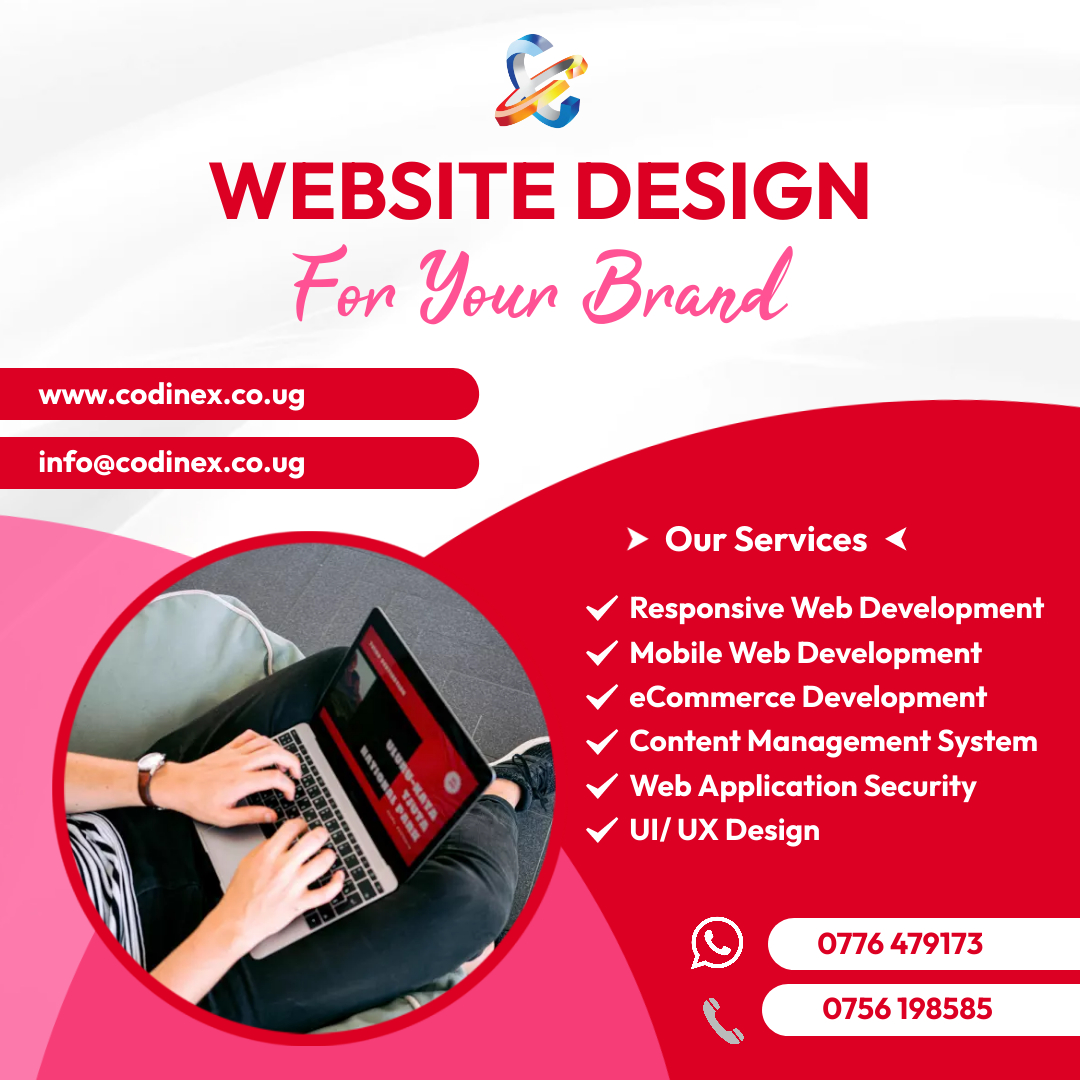 WEBSITE DESIGN
For Your Brand
www.codinex.co.ug
info@codinex.co.ug
Our Services
Responsive Web Development
Mobile Web Development
eCommerce Development
Content Management System
Web Application Security
UI/ UX Design
0776 479173
0756 198585